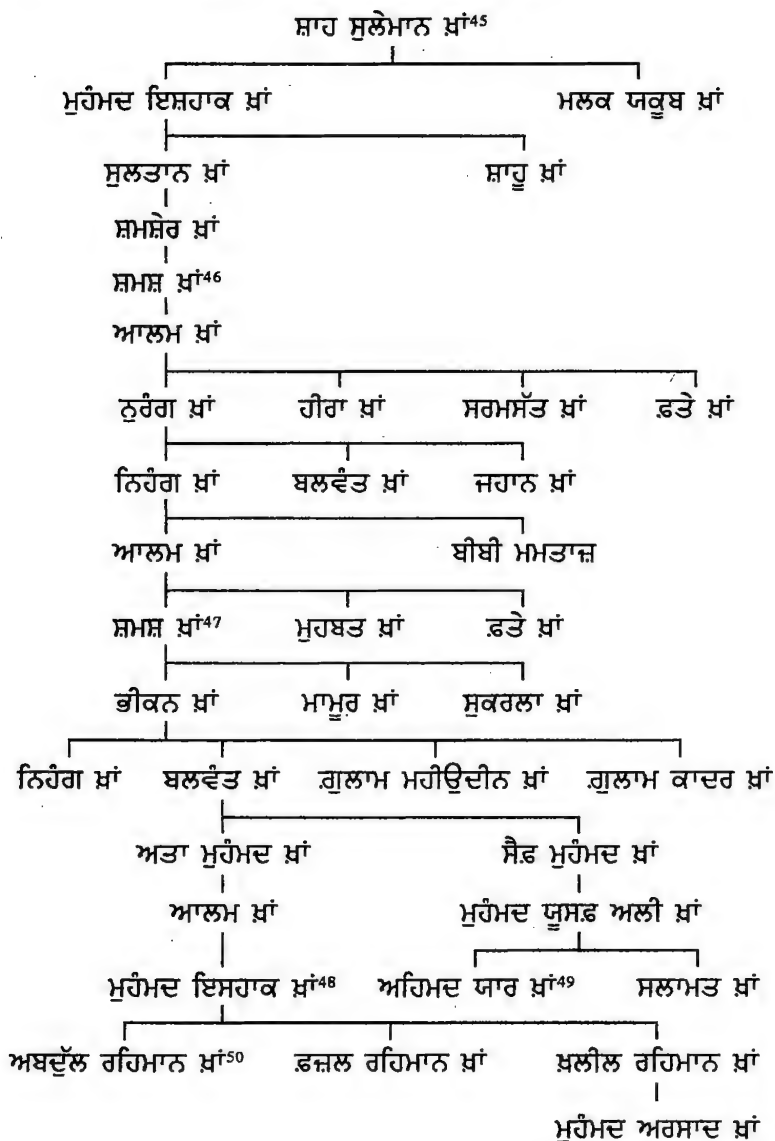 ਸ਼ਾਹ ਸੁਲੇਮਾਨ ਖ਼ਾਂ⁴⁵
ਮੁਹੰਮਦ ਇਸ਼ਹਾਕ ਖ਼ਾਂ ਮਲਕ ਯਕੂਬ ਖ਼ਾਂ
ਸੁਲਤਾਨ ਖ਼ਾਂ ਸ਼ਾਹੂ ਖ਼ਾਂ
ਸ਼ਮਸ਼ੇਰ ਖ਼ਾਂ
ਸ਼ਮਸ਼ ਖ਼ਾਂ⁴⁶
ਆਲਮ ਖ਼ਾਂ
ਨੁਰੰਗ ਖ਼ਾਂ ਹੀਰਾ ਖ਼ਾਂ ਸਰਮਸੱਤ ਖ਼ਾਂ ਫ਼ਤੇ ਖ਼ਾਂ
ਨਿਹੰਗ ਖ਼ਾਂ ਬਲਵੰਤ ਖ਼ਾਂ ਜਹਾਨ ਖ਼ਾਂ
ਆਲਮ ਖ਼ਾਂ ਬੀਬੀ ਮਮਤਾਜ਼
ਸ਼ਮਸ਼ ਖ਼ਾਂ⁴⁷ ਮੁਹਬਤ ਖ਼ਾਂ ਫ਼ਤੇ ਖ਼ਾਂ
ਭੀਕਨ ਖ਼ਾਂ ਮਾਮੂਰ ਖ਼ਾਂ ਸੁਕਰਲਾ ਖ਼ਾਂ
ਨਿਹੰਗ ਖ਼ਾਂ ਬਲਵੰਤ ਖ਼ਾਂ ਗ਼ੁਲਾਮ ਮਹੀਉਦੀਨ ਖ਼ਾਂ ਗ਼ੁਲਾਮ ਕਾਦਰ ਖ਼ਾਂ
ਅਤਾ ਮੁਹੰਮਦ ਖ਼ਾਂ ਸੈਫ਼ ਮੁਹੰਮਦ ਖ਼ਾਂ
ਆਲਮ ਖ਼ਾਂ ਮੁਹੰਮਦ ਯੂਸਫ਼ ਅਲੀ ਖ਼ਾਂ
ਮੁਹੰਮਦ ਇਸਹਾਕ ਖ਼ਾਂ⁴⁸ ਅਹਿਮਦ ਯਾਰ ਖ਼ਾਂ⁴⁹ ਸਲਾਮਤ ਖ਼ਾਂ
ਅਬਦੁੱਲ ਰਹਿਮਾਨ ਖ਼ਾਂ⁵⁰ ਫ਼ਜ਼ਲ ਰਹਿਮਾਨ ਖ਼ਾਂ ਖ਼ਲੀਲ ਰਹਿਮਾਨ ਖ਼ਾਂ
ਮੁਹੰਮਦ ਅਰਸਾਦ ਖ਼ਾਂ